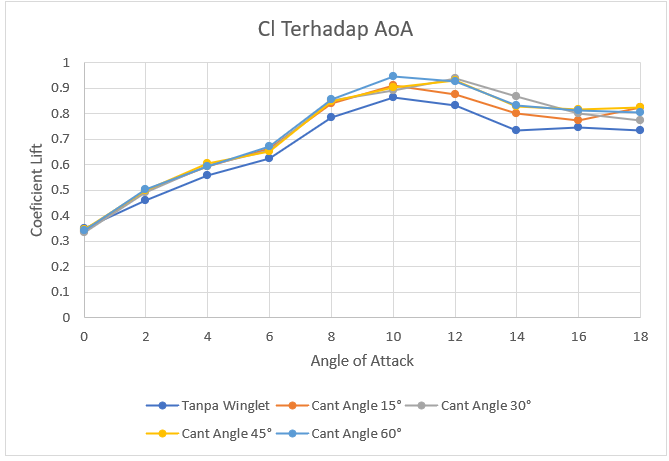 Cl Terhadap AoA
1
0.9
0.8
0.7
0.6
0.5
0.4
0.3
0.2
0.1
0
Coeficient Lift
0 2 4 6 8 10 12 14 16 18
Angle of Attack
Tanpa Winglet Cant Angle 15° Cant Angle 30°
Cant Angle 45° Cant Angle 60°